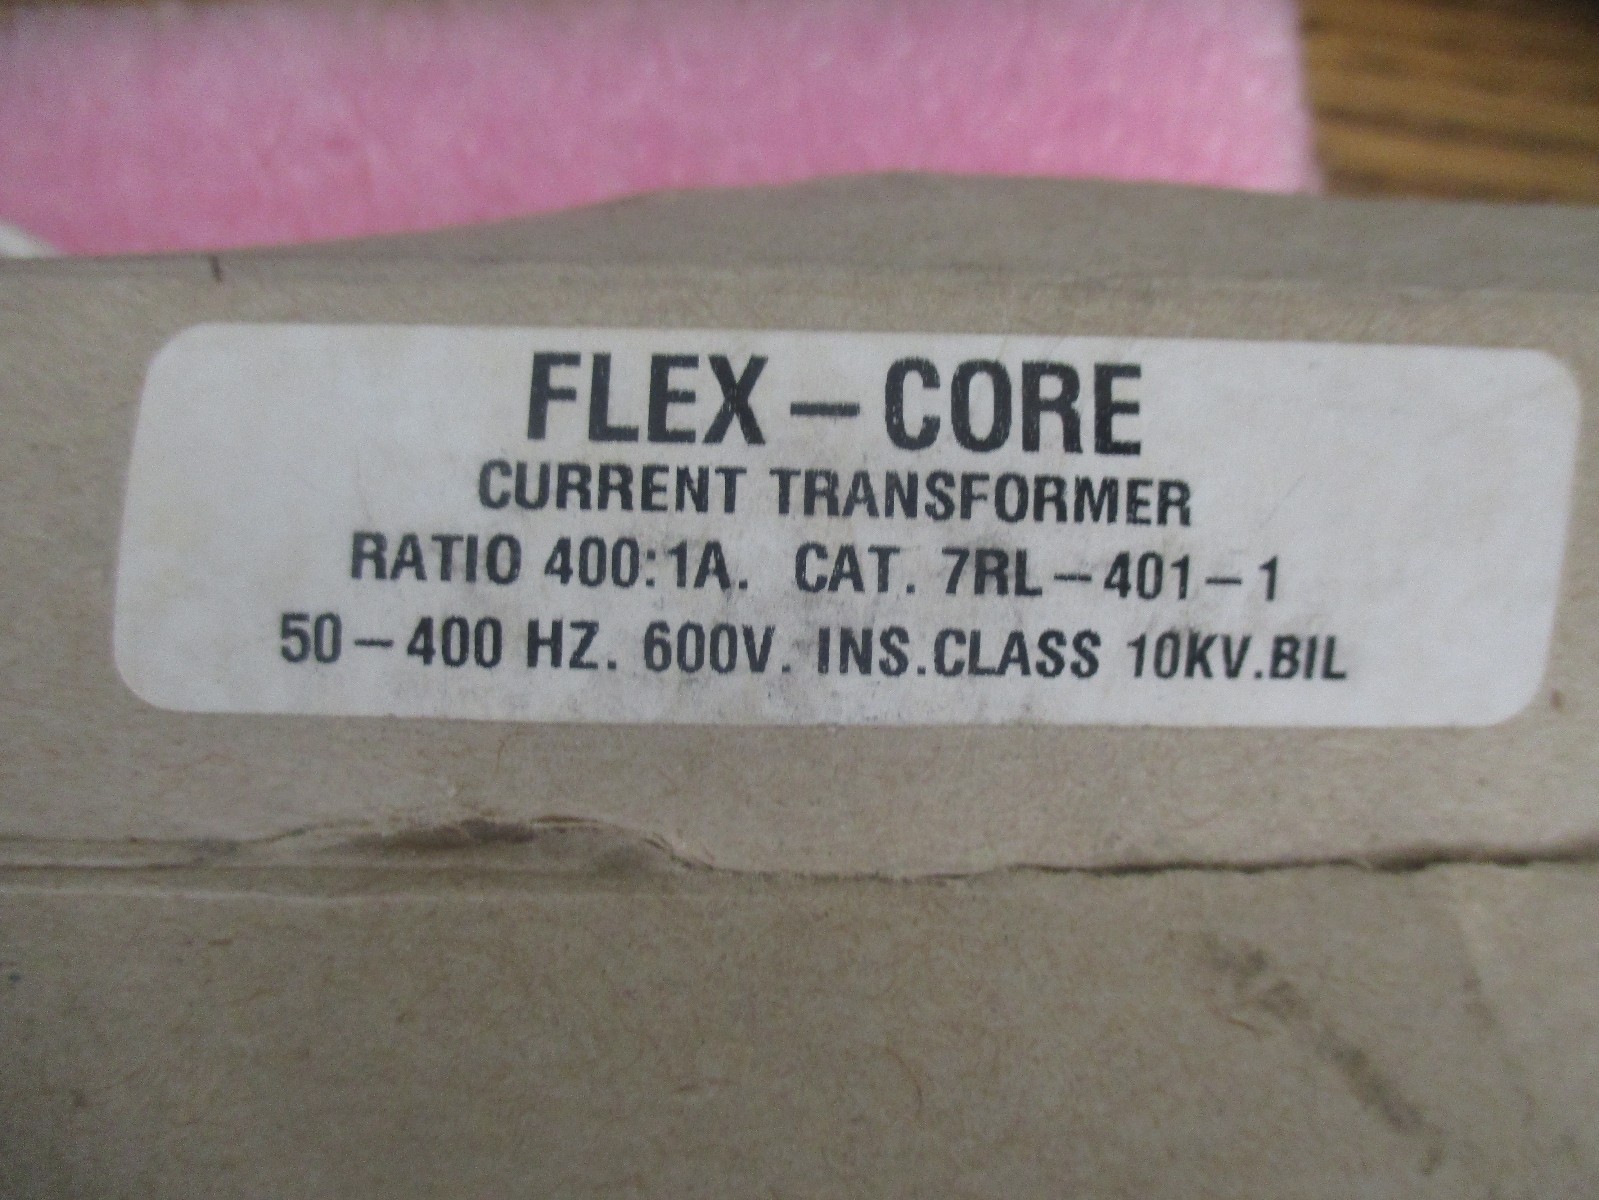 FLEX-CORE
CURRENT TRANSFORMER
RATIO 400:1A. CAT. 7RL-401-1
50-400 HZ. 600V. INS.CLASS 10KV.BIL